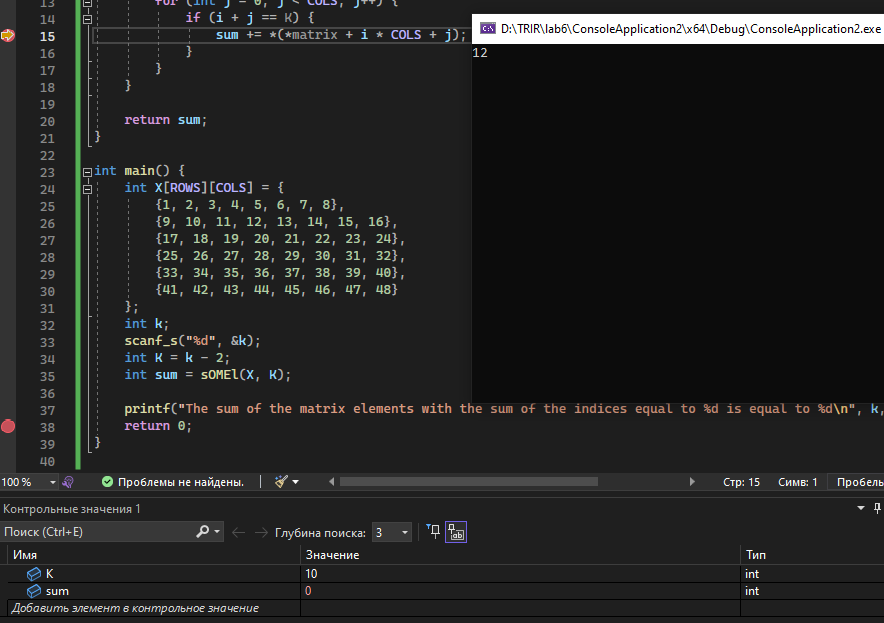 13 for (int j = 0; j < COLS; j++) {
14 if (i + j == K) {
15 sum += *(*matrix + i * COLS + j);
16 }
17 }
18 }
19
20 return sum;
21 }
22
23 int main() {
24 int X[ROWS][COLS] = {
25 {1, 2, 3, 4, 5, 6, 7, 8},
26 {9, 10, 11, 12, 13, 14, 15, 16},
27 {17, 18, 19, 20, 21, 22, 23, 24},
28 {25, 26, 27, 28, 29, 30, 31, 32},
29 {33, 34, 35, 36, 37, 38, 39, 40},
30 {41, 42, 43, 44, 45, 46, 47, 48}
31 };
32 int k;
33 scanf_s("%d", &k);
34 int K = k - 2;
35 int sum = sOMEl(X, K);
36
37 printf("The sum of the matrix elements with the sum of the indices equal to %d is equal to %d\n", k,
38 return 0;
39 }
40
D:\TRIR\lab6\ConsoleApplication2\x64\Debug\ConsoleApplication2.exe
12
100 % Проблемы не найдены. Стр: 15 Симв: 1 Пробелы
Контрольные значения 1
Поиск (Ctrl+E) Глубина поиска: 3
Имя Значение Тип
K 10 int
sum 0 int
Добавить элемент в контрольное значение